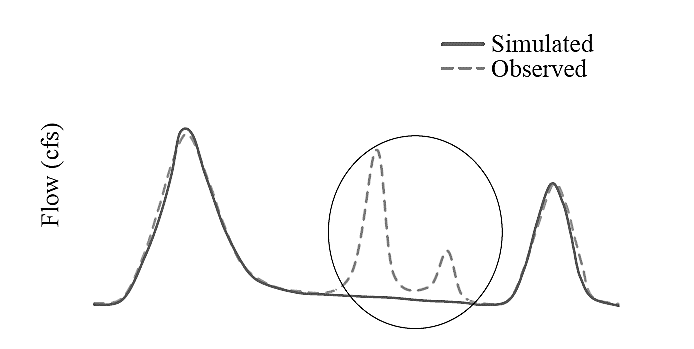 Simulated
Observed
Flow (cfs)